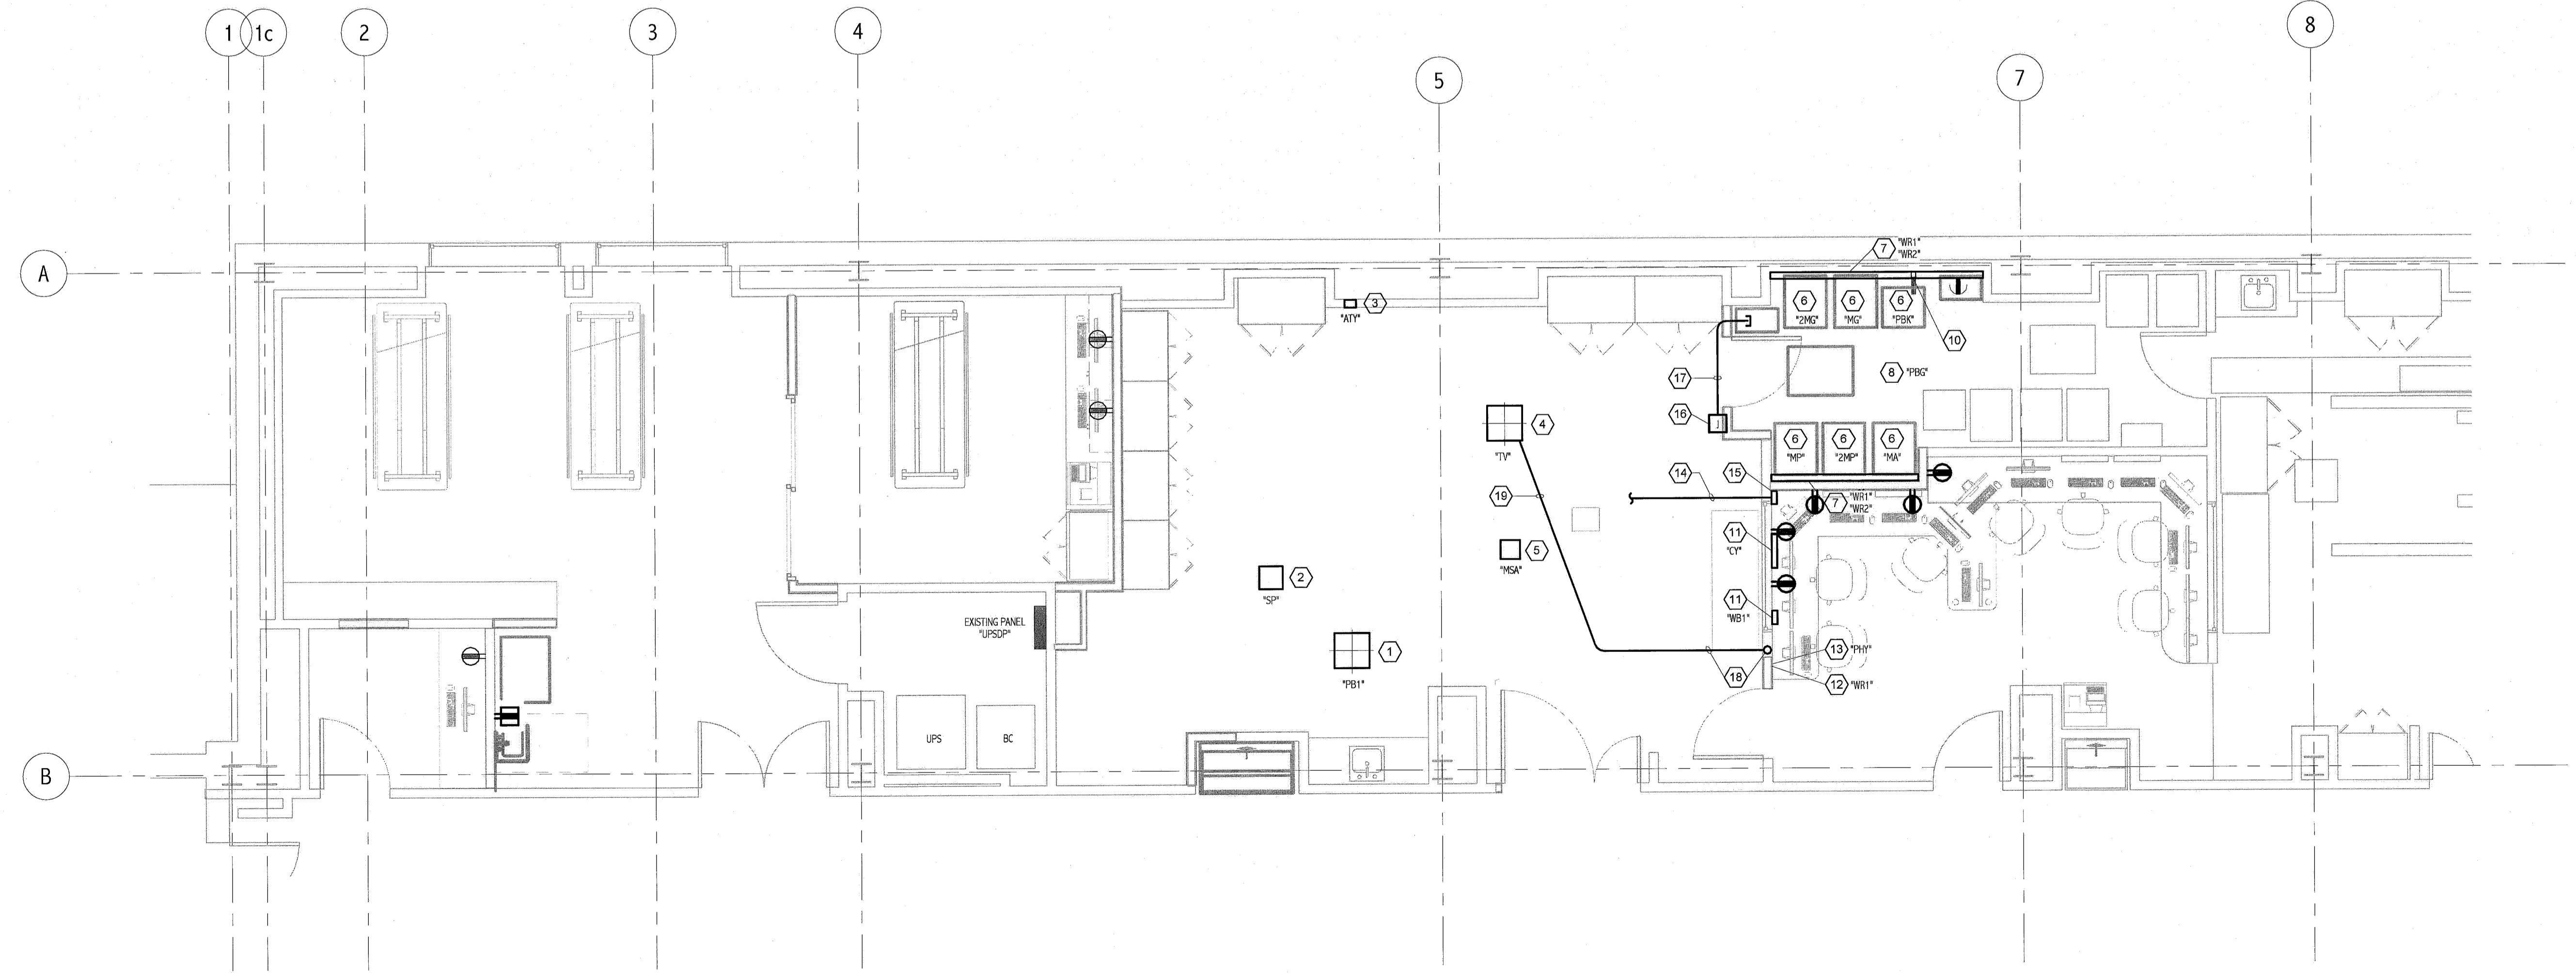 1
1c
2
3
4
5
7
8
A
7
"WR1"
"WR2"
3
"ATY"
6
"2MG"
6
"MG"
6
"PBK"
10
17
8
"PBG"
16
J
4
"TV"
6
"MP"
6
"2MP"
6
"MA"
19
14
15
7
"WR1"
"WR2"
11
"CY"
5
"MSA"
2
"SP"
11
"WB1"
EXISTING PANEL
"UPSDP"
1
"PB1"
18
13
"PHY"
12
"WR1"
UPS
BC
B